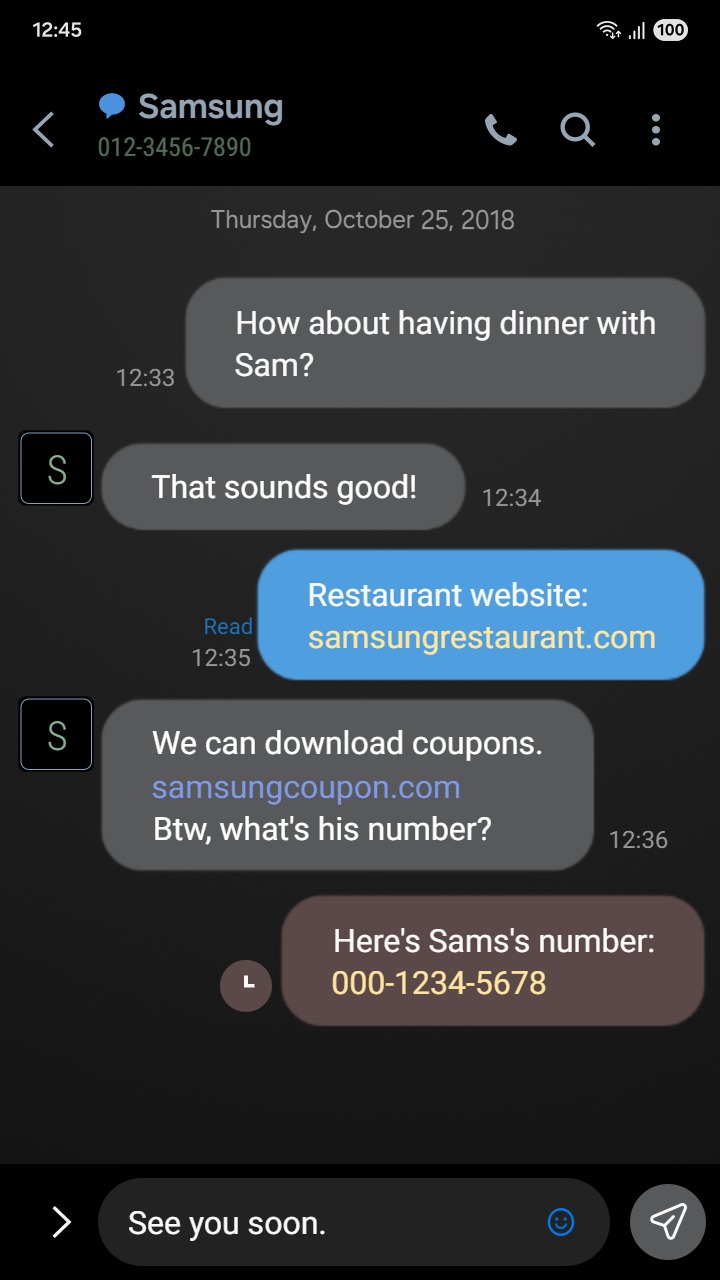 12:45
100
Samsung
012-3456-7890
Thursday, October 25, 2018
How about having dinner with
Sam?
12:33
S
That sounds good!
12:34
Restaurant website:
Read
samsungrestaurant.com
12:35
S
We can download coupons.
samsungcoupon.com
Btw, what's his number?
12:36
Here's Sams's number:
000-1234-5678
See you soon.